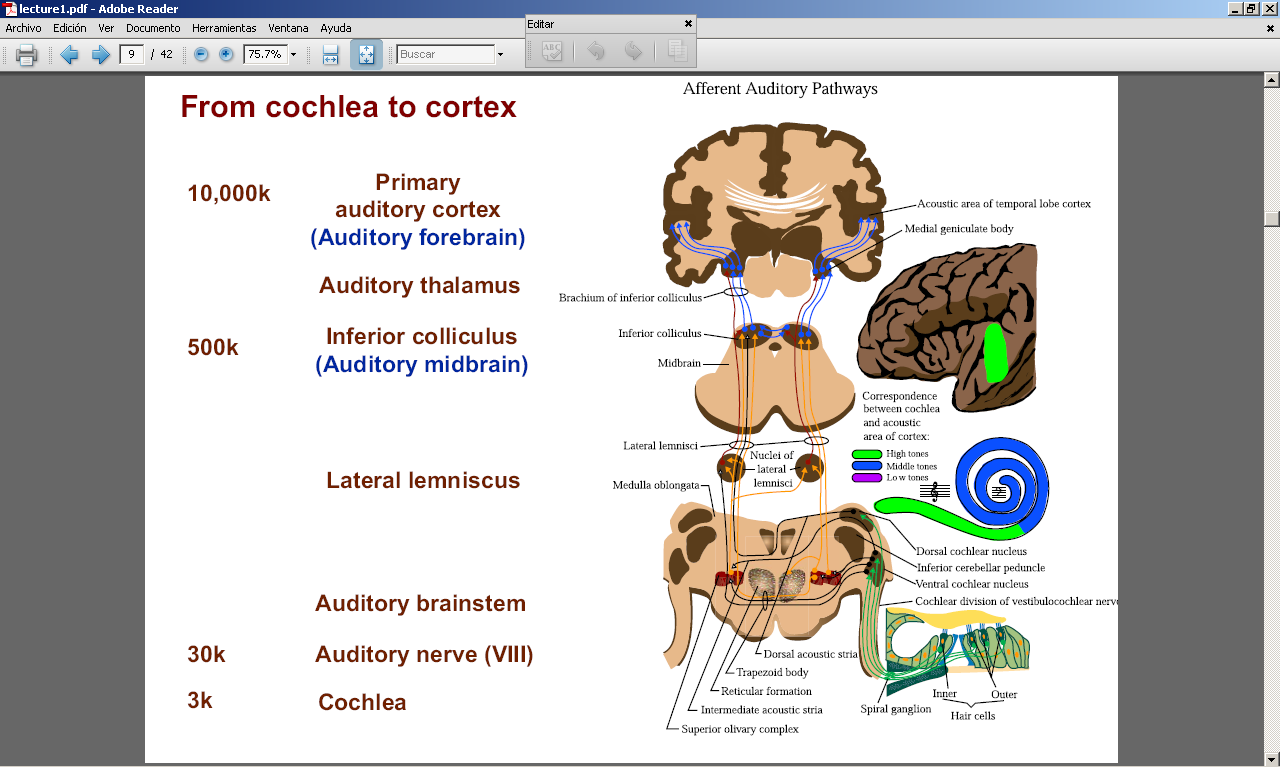 lecture1.pdf - Adobe Reader
Archivo Edición Ver Documento Herramientas Ventana Ayuda
Editar
9 / 42 75.7% Buscar
ABC
From cochlea to cortex
10,000k
Primary
auditory cortex
(Auditory forebrain)
Auditory thalamus
500k
Inferior colliculus
(Auditory midbrain)
Lateral lemniscus
Auditory brainstem
30k Auditory nerve (VIII)
3k Cochlea
Afferent Auditory Pathways
Acoustic area of temporal lobe cortex
Medial geniculate body
Brachium of inferior colliculus
Inferior colliculus
Midbrain
Correspondence
between cochlea
and acoustic
area of cortex:
High tones
Middle tones
Low tones
Lateral lemnisci
Nuclei of
lateral
lemnisci
Medulla oblongata
Dorsal cochlear nucleus
Inferior cerebellar peduncle
Ventral cochlear nucleus
Cochlear division of vestibulocochlear nerve
Dorsal acoustic stria
Trapezoid body
Reticular formation
Intermediate acoustic stria
Superior olivary complex
Spiral ganglion
Inner
Outer
Hair cells